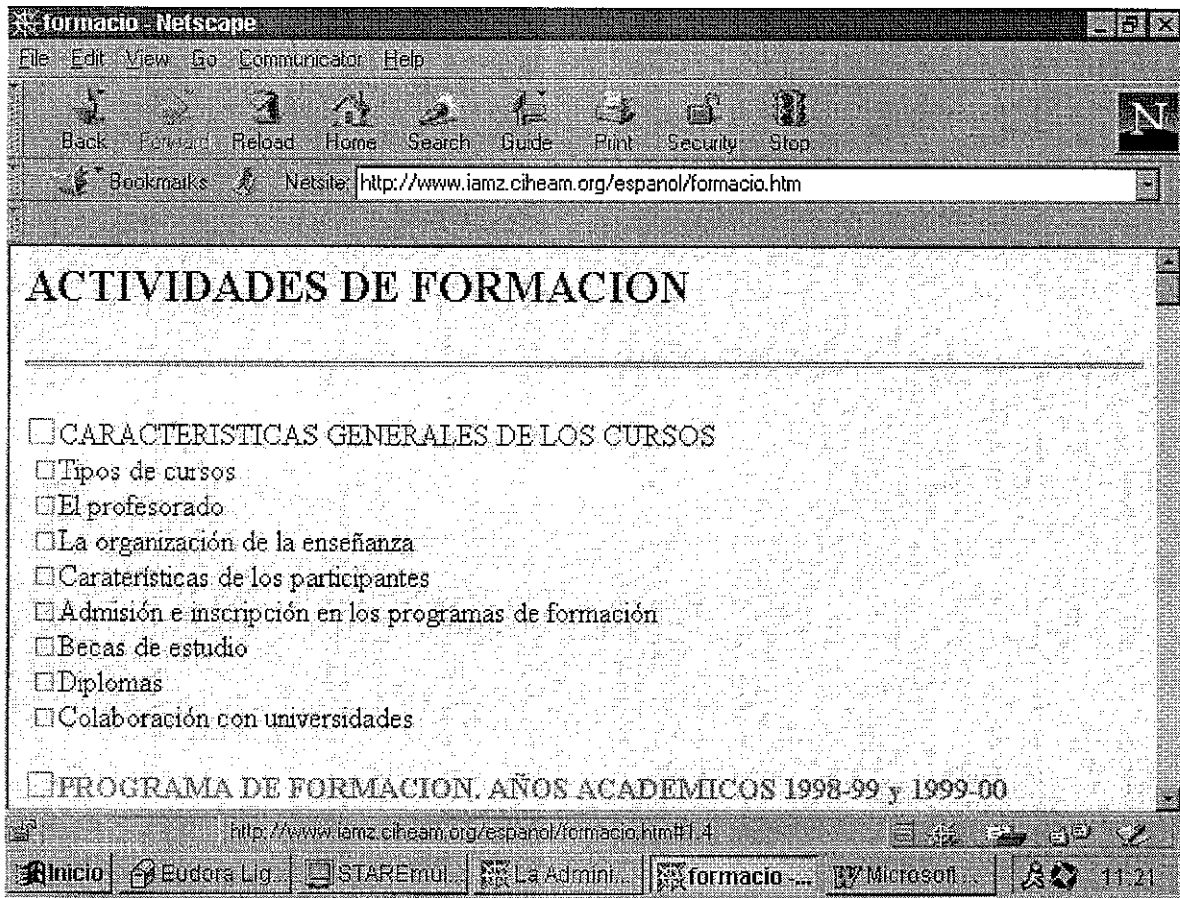 formacio - Netscape
File Edit View Go Communicator Help
Back Forward Reload Home Search Guide Print Security Stop
N
Bookmarks Netsite: http://www.iamz.ciheam.org/espanol/formacio.htm
ACTIVIDADES DE FORMACION
CARACTERISTICAS GENERALES DE LOS CURSOS
Tipos de cursos
El profesorado
La organización de la enseñanza
Caraterísticas de los participantes
Admisión e inscripción en los programas de formación
Becas de estudio
Diplomas
Colaboración con universidades
PROGRAMA DE FORMACION. AÑOS ACADEMICOS 1998-99 y 1999-00
http://www.iamz.ciheam.org/espanol/formacio.htm#1.4
Inicio Eudora Lig... STAREmul... La Admini... formacio -... Microsoft ... 11:21